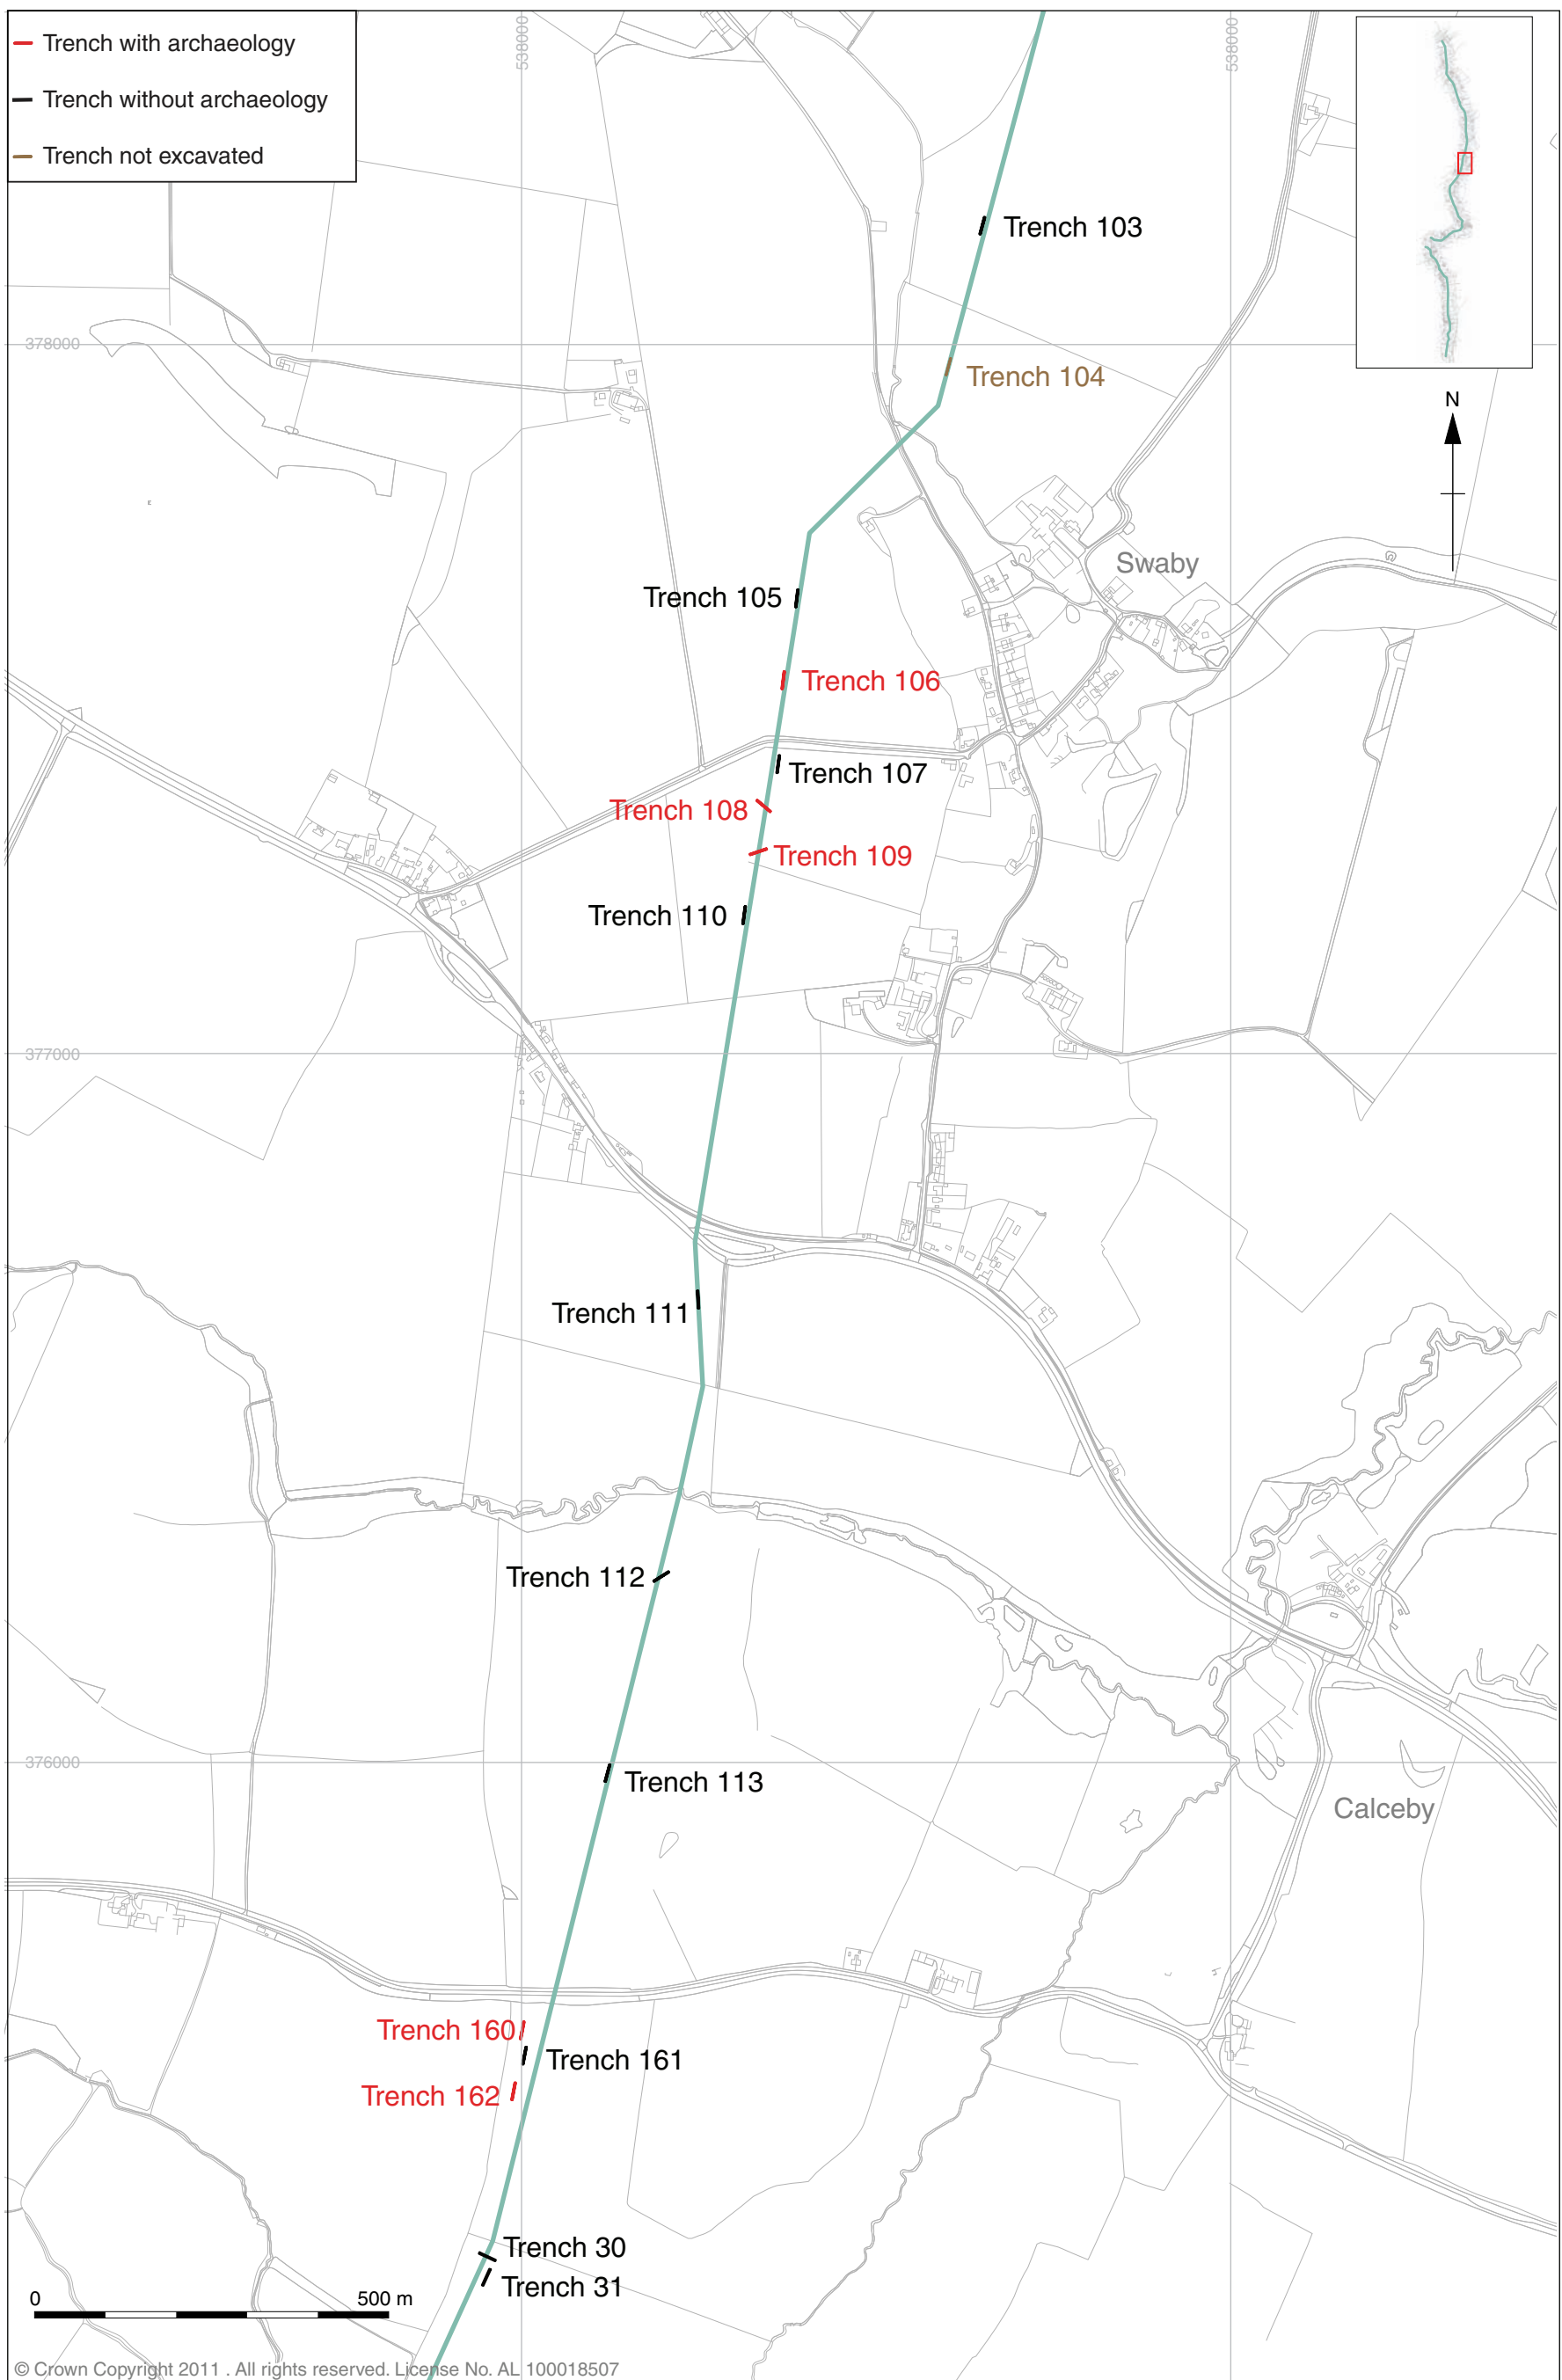 Trench with archaeology
Trench without archaeology
Trench not excavated
538000
538000
Trench 103
378000
Trench 104
N
Swaby
Trench 105
Trench 106
Trench 107
Trench 108
Trench 109
Trench 110
377000
Trench 111
Trench 112
376000
Trench 113
Calceby
Trench 160
Trench 161
Trench 162
Trench 30
Trench 31
0 500 m
© Crown Copyright 2011 . All rights reserved. License No. AL 100018507